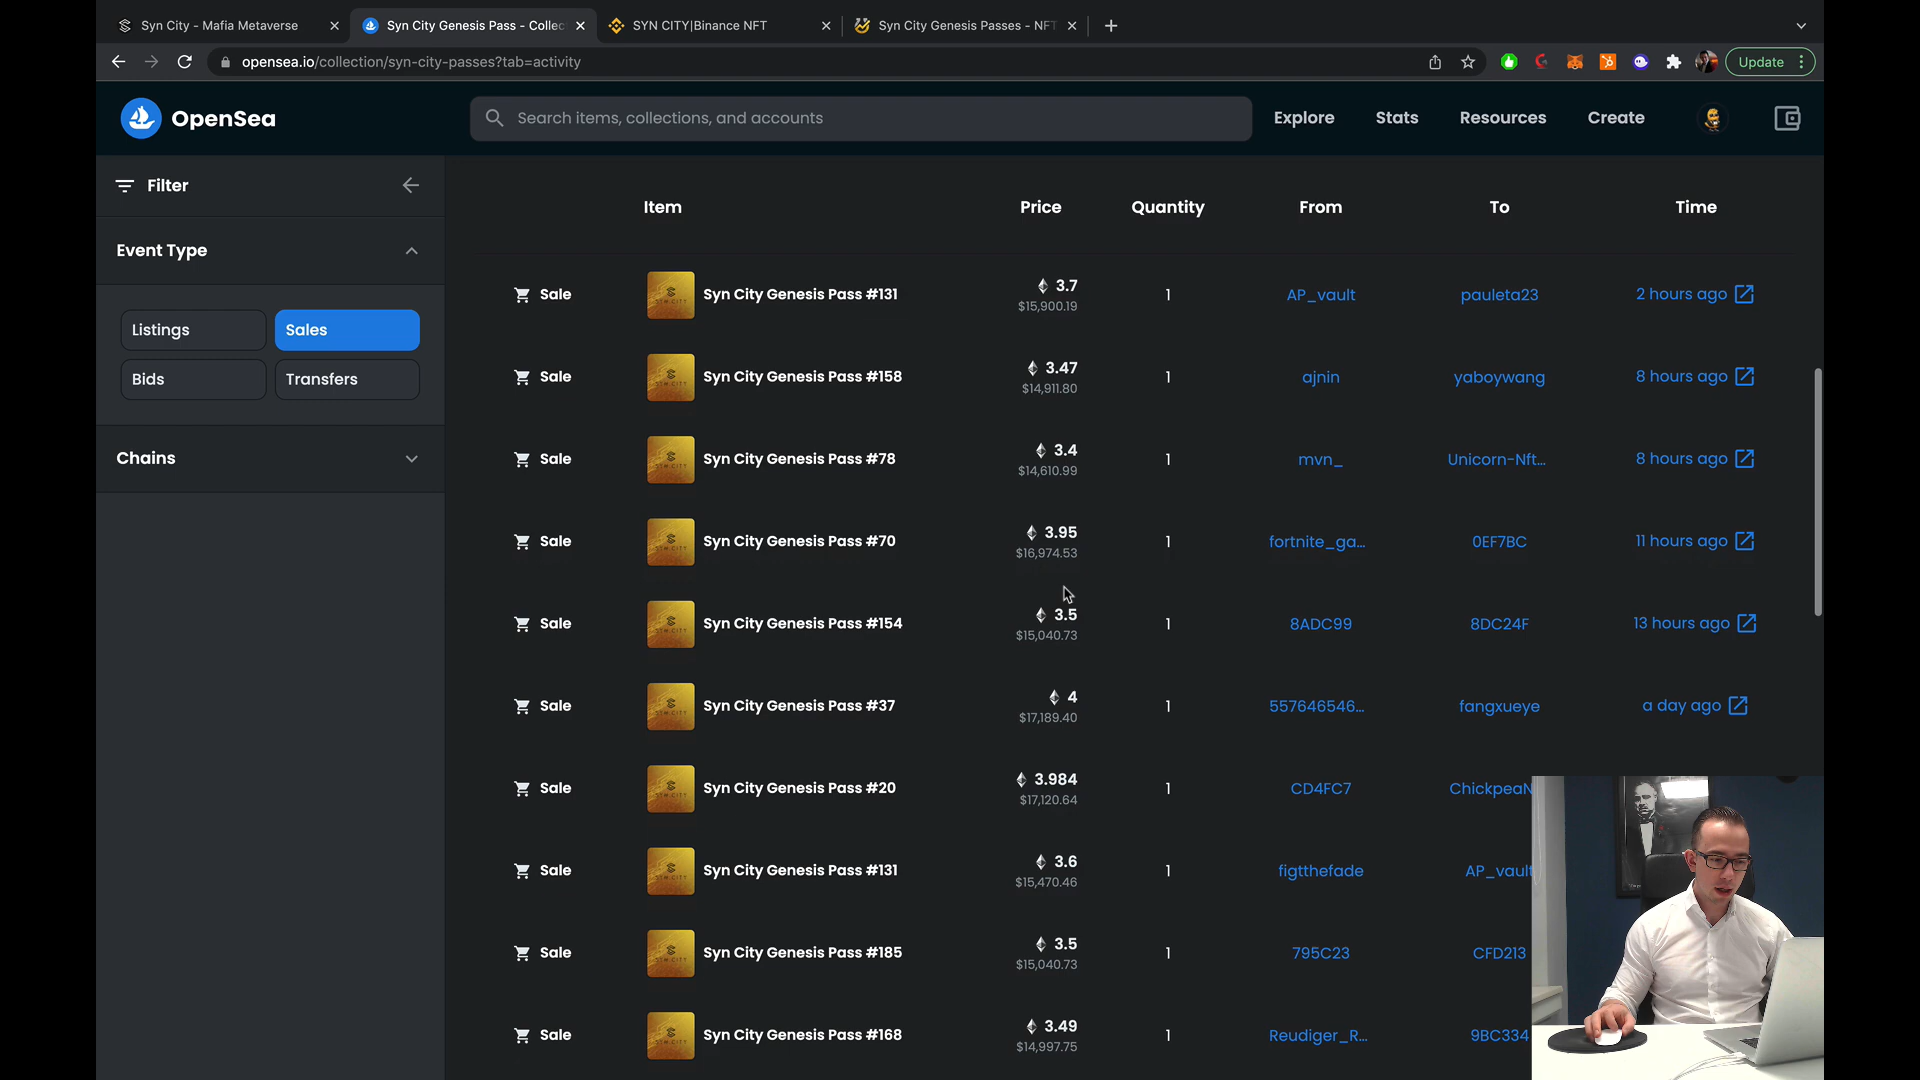 Syn City - Mafia Metaverse
Syn City Genesis Pass - Collec
SYN CITY|Binance NFT
Syn City Genesis Passes - NFT
opensea.io/collection/syn-city-passes?tab=activity
Update
OpenSea
Search items, collections, and accounts
Explore
Stats
Resources
Create
Filter
Event Type
Listings
Sales
Bids
Transfers
Chains
Item Price Quantity From To Time
Sale Syn City Genesis Pass #131 3.7 1 AP_vault pauleta23 2 hours ago
$15,900.19
Sale Syn City Genesis Pass #158 3.47 1 ajnin yaboywang 8 hours ago
$14,911.80
Sale Syn City Genesis Pass #78 3.4 1 mvn_ Unicorn-Nft... 8 hours ago
$14,610.99
Sale Syn City Genesis Pass #70 3.95 1 fortnite_ga... 0EF7BC 11 hours ago
$16,974.53
Sale Syn City Genesis Pass #154 3.5 1 8ADC99 8DC24F 13 hours ago
$15,040.73
Sale Syn City Genesis Pass #37 4 1 557646546... fangxueye a day ago
$17,189.40
Sale Syn City Genesis Pass #20 3.984 1 CD4FC7 ChickpeaN
$17,120.64
Sale Syn City Genesis Pass #131 3.6 1 figtthefade AP_vault
$15,470.46
Sale Syn City Genesis Pass #185 3.5 1 795C23 CFD213
$15,040.73
Sale Syn City Genesis Pass #168 3.49 1 Reudiger_R... 9BC334
$14,997.75